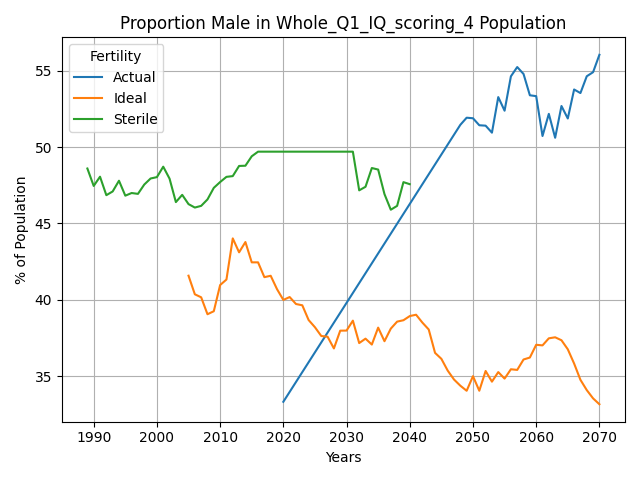 Proportion Male in Whole_Q1_IQ_scoring_4 Population
Fertility
Actual
Ideal
Sterile
% of Population
55
50
45
40
35
1990 2000 2010 2020 2030 2040 2050 2060 2070
Years